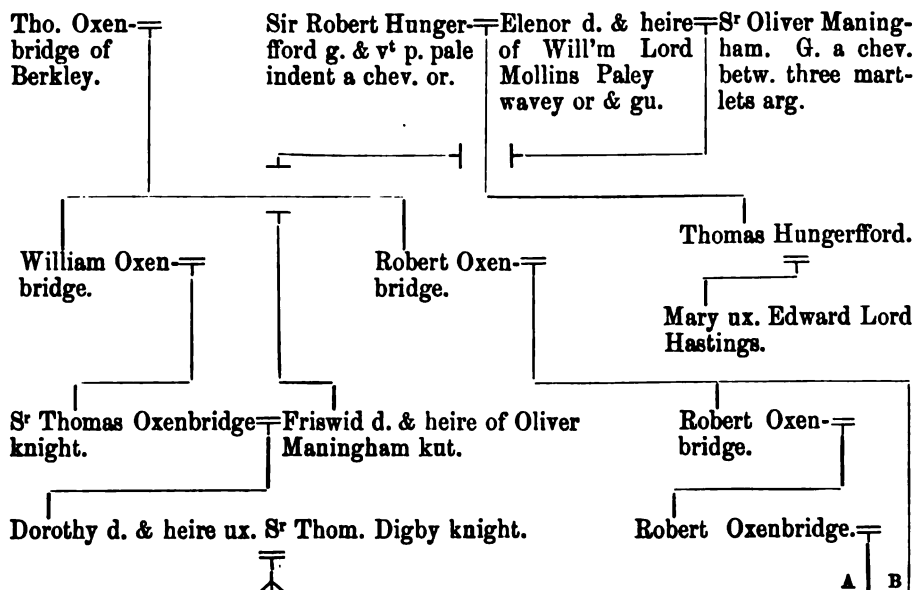 Tho. Oxen-
bridge of
Berkley.
Sir Robert Hunger-
fford g. & vᵗ p. pale
indent a chev. or.
Elenor d. & heire
of Will'm Lord
Mollins Paley
wavey or & gu.
Sʳ Oliver Maning-
ham. G. a chev.
betw. three mart-
lets arg.
Thomas Hungerfford.
William Oxen-
bridge.
Robert Oxen-
bridge.
Mary ux. Edward Lord
Hastings.
Sʳ Thomas Oxenbridge
knight.
Friswid d. & heire of Oliver
Maningham knt.
Robert Oxen-
bridge.
Dorothy d. & heire ux. Sʳ Thom. Digby knight.
Robert Oxenbridge.
A B